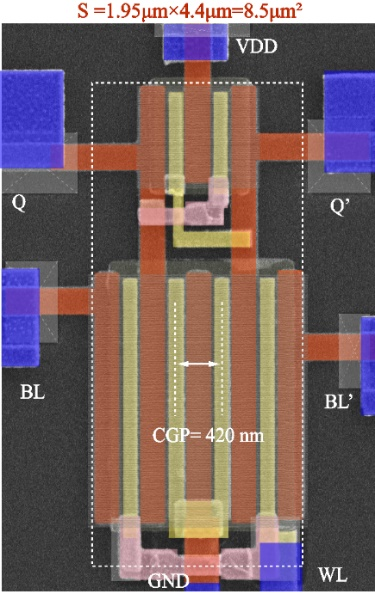 S =1.95μm×4.4μm=8.5μm²
VDD
Q
Q’
BL
BL’
CGP= 420 nm
WL
GND